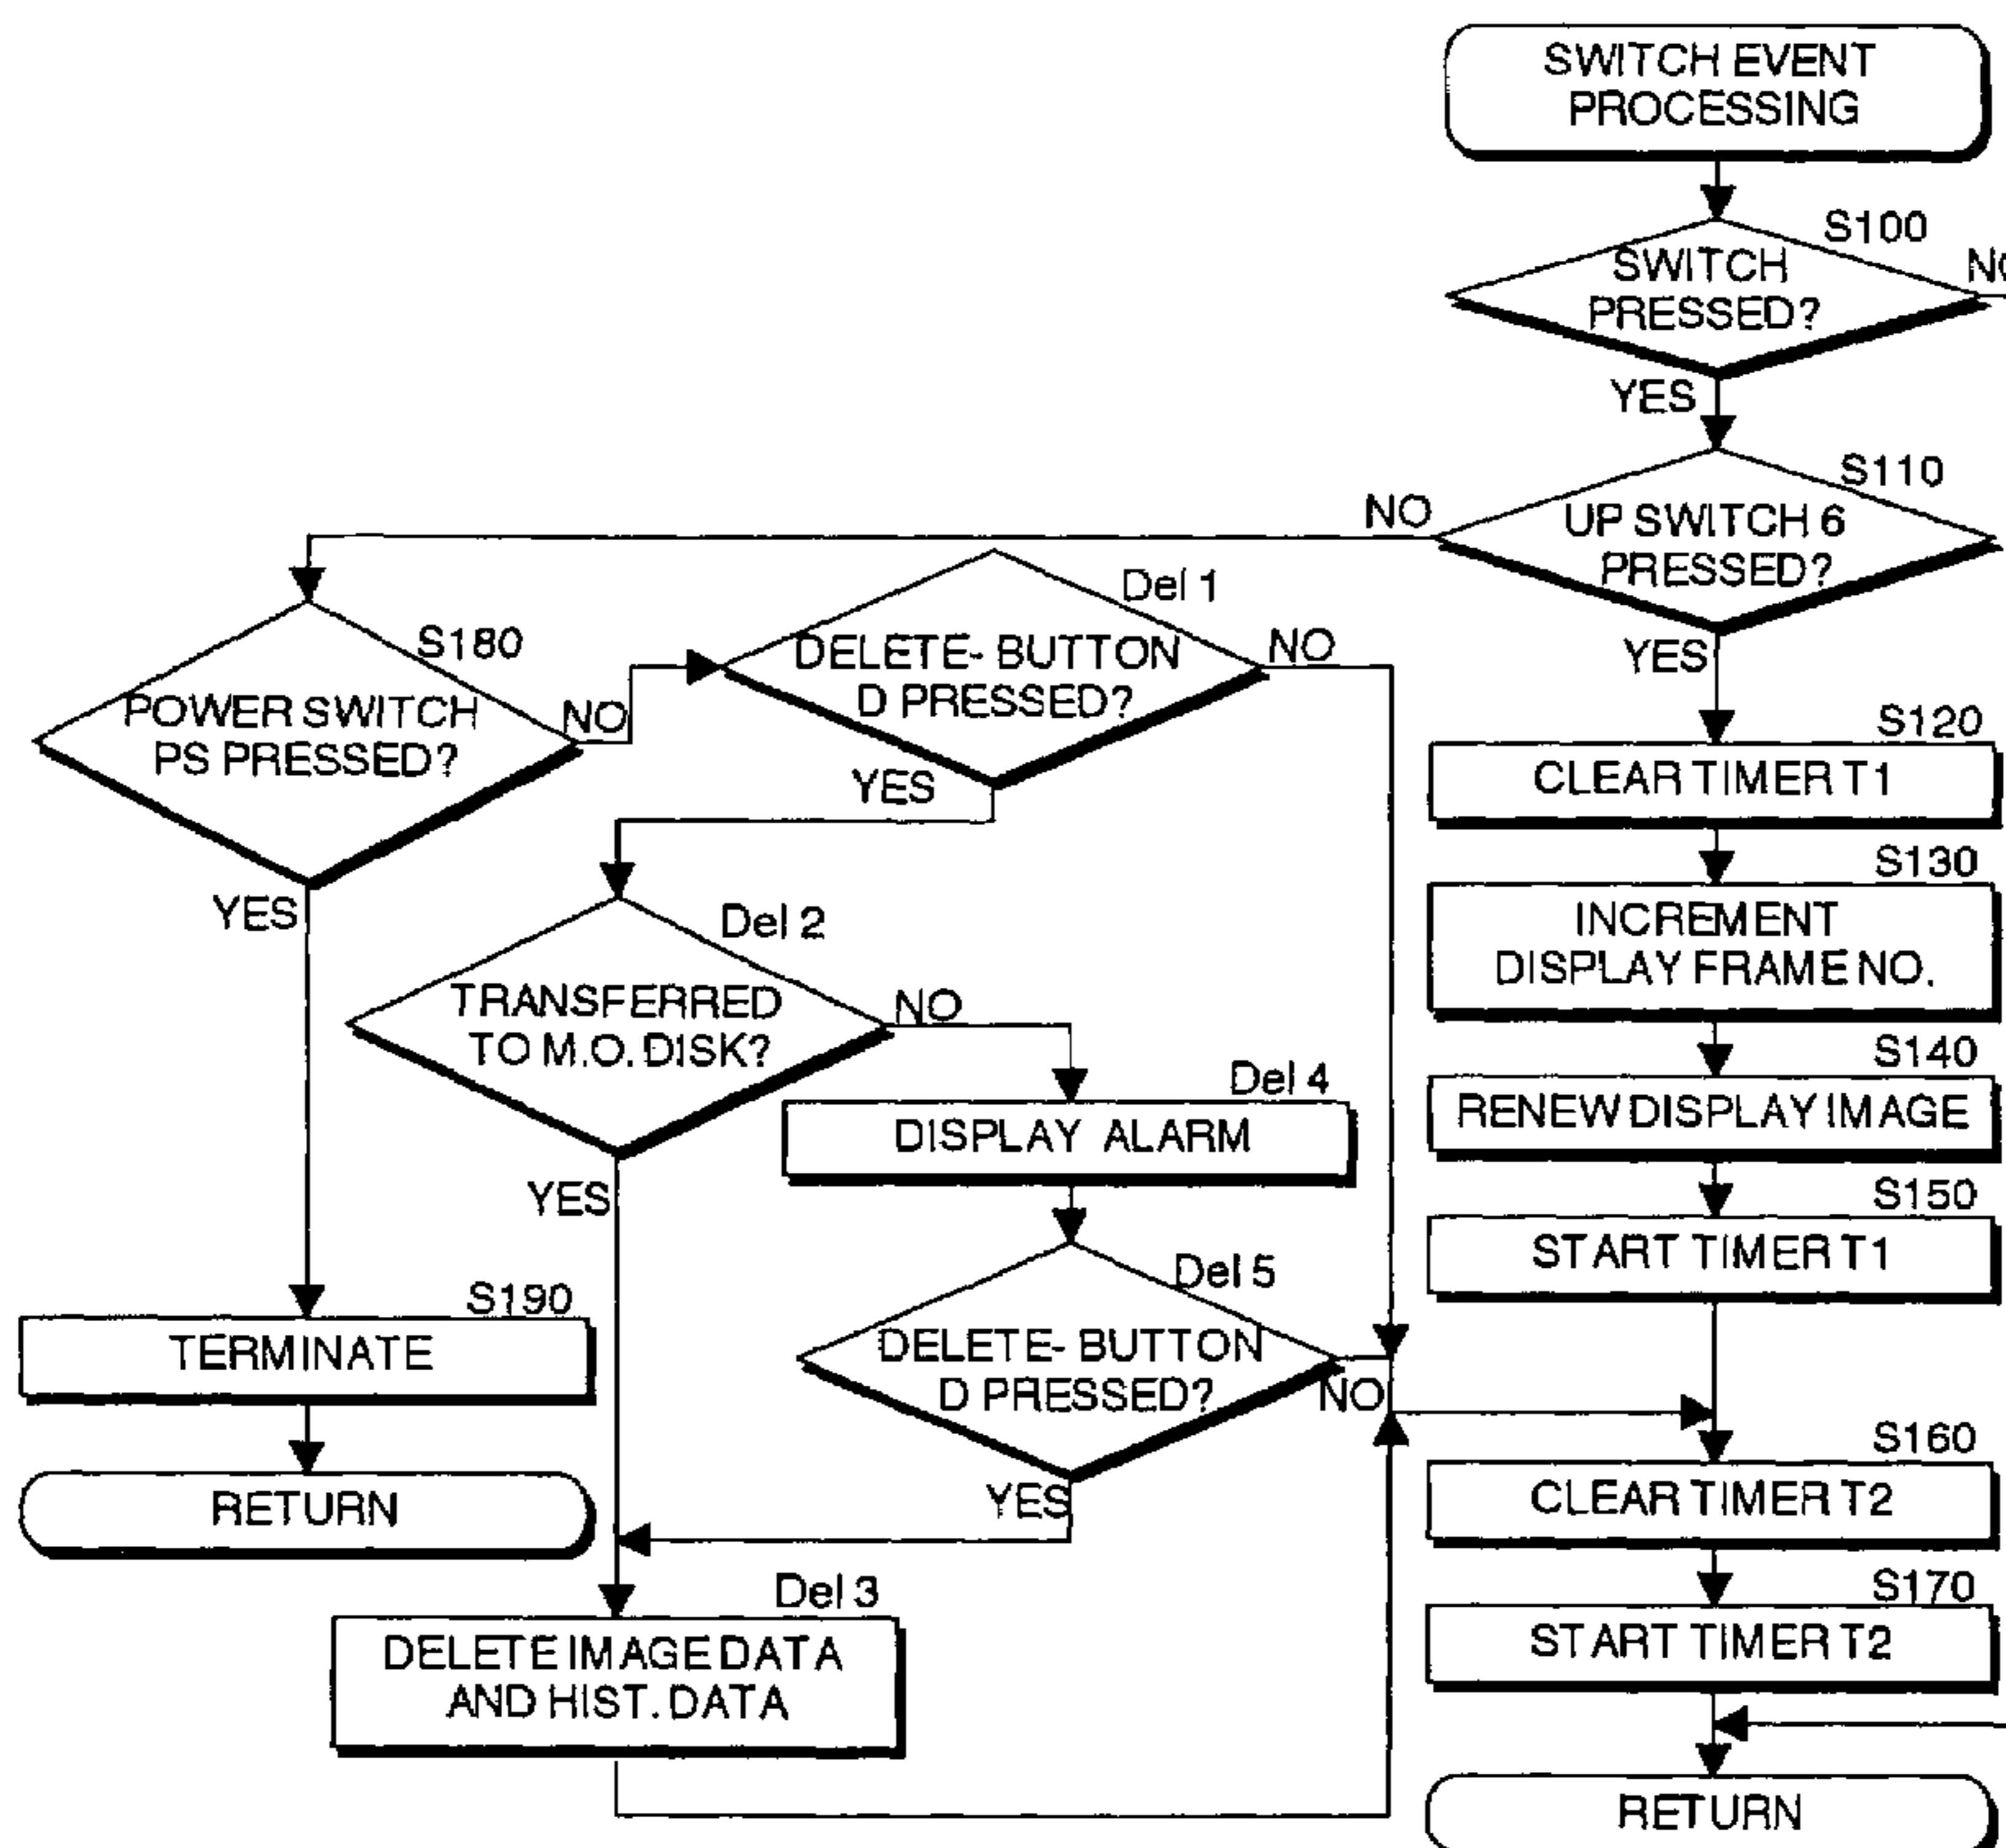 SWITCH EVENT
PROCESSING
S100
SWITCH
PRESSED?
YES
S110
UP SWITCH 6
PRESSED?
NO
YES
S120
CLEAR TIMER T1
S130
INCREMENT
DISPLAY FRAME NO.
S140
RENEW DISPLAY IMAGE
S150
START TIMER T1
S160
CLEAR TIMER T2
S170
START TIMER T2
RETURN
S180
POWER SWITCH
PS PRESSED?
NO
YES
S190
TERMINATE
RETURN
Del 1
DELETE- BUTTON
D PRESSED?
NO
YES
Del 2
TRANSFERRED
TO M.O. DISK?
NO
YES
Del 4
DISPLAY ALARM
Del 5
DELETE- BUTTON
D PRESSED?
NO
YES
Del 3
DELETE IMAGE DATA
AND HIST. DATA